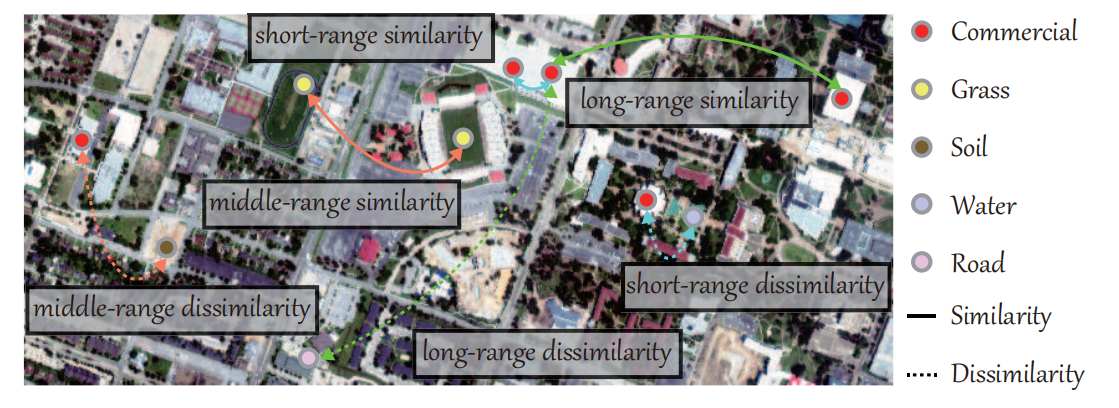 short-range similarity
long-range similarity
middle-range similarity
short-range dissimilarity
middle-range dissimilarity
long-range dissimilarity
Commercial
Grass
Soil
Water
Road
Similarity
Dissimilarity